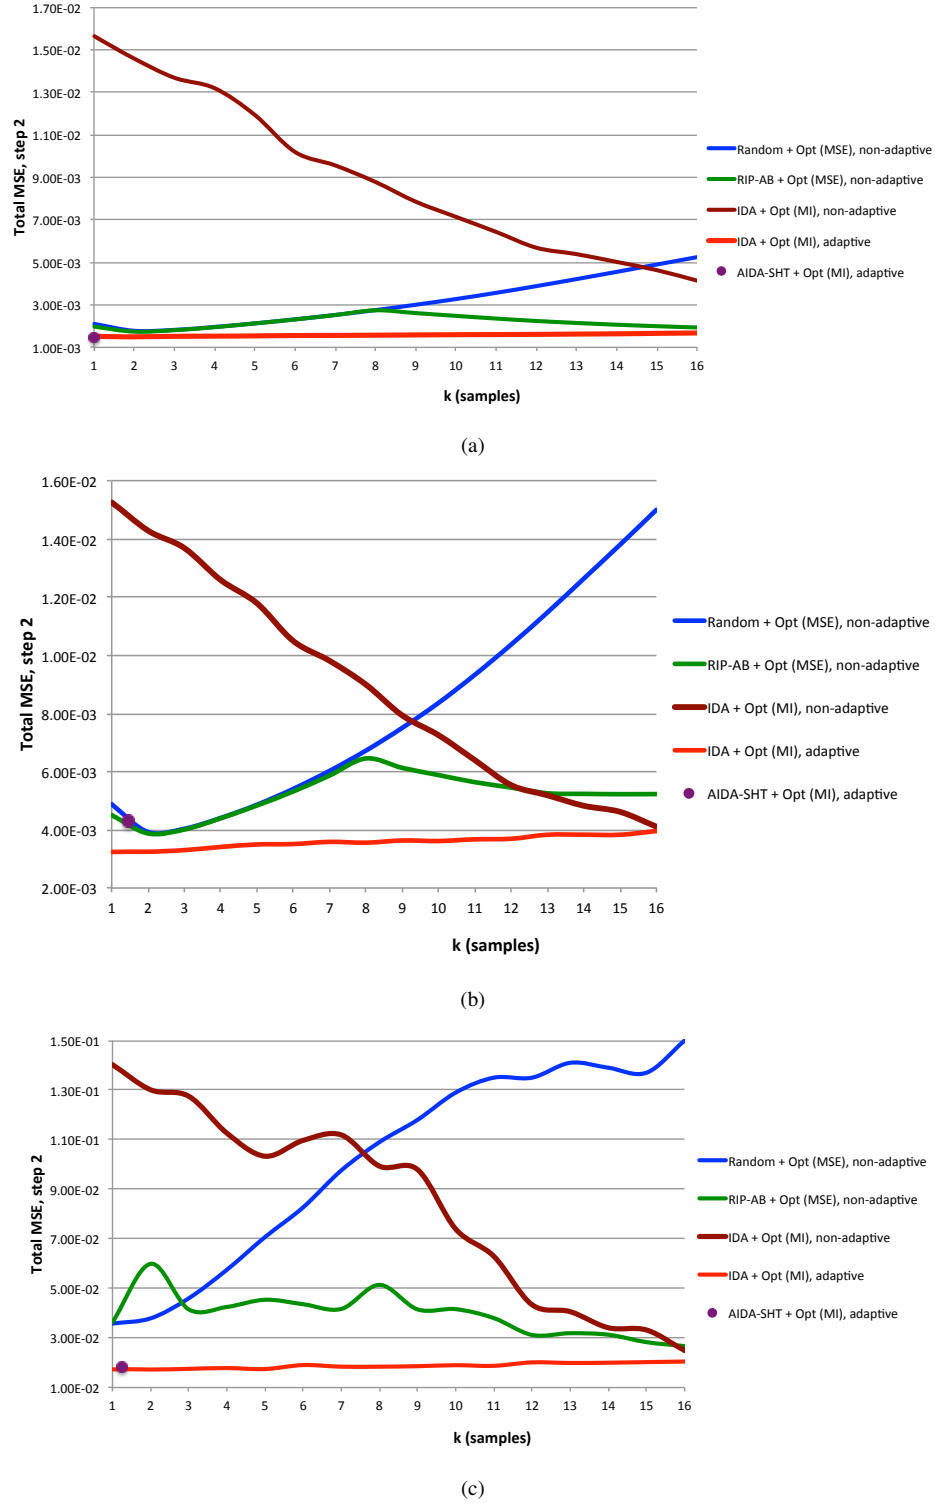 1.70E-02
1.50E-02
1.30E-02
1.10E-02
9.00E-03
7.00E-03
5.00E-03
3.00E-03
1.00E-03
Total MSE, step 2
1 2 3 4 5 6 7 8 9 10 11 12 13 14 15 16
k (samples)
Random + Opt (MSE), non-adaptive
RIP-AB + Opt (MSE), non-adaptive
IDA + Opt (MI), non-adaptive
IDA + Opt (MI), adaptive
AIDA-SHT + Opt (MI), adaptive
(a)
1.60E-02
1.40E-02
1.20E-02
1.00E-02
8.00E-03
6.00E-03
4.00E-03
2.00E-03
Total MSE, step 2
1 2 3 4 5 6 7 8 9 10 11 12 13 14 15 16
k (samples)
Random + Opt (MSE), non-adaptive
RIP-AB + Opt (MSE), non-adaptive
IDA + Opt (MI), non-adaptive
IDA + Opt (MI), adaptive
AIDA-SHT + Opt (MI), adaptive
(b)
1.50E-01
1.30E-01
1.10E-01
9.00E-02
7.00E-02
5.00E-02
3.00E-02
1.00E-02
Total MSE, step 2
1 2 3 4 5 6 7 8 9 10 11 12 13 14 15 16
k (samples)
Random + Opt (MSE), non-adaptive
RIP-AB + Opt (MSE), non-adaptive
IDA + Opt (MI), non-adaptive
IDA + Opt (MI), adaptive
AIDA-SHT + Opt (MI), adaptive
(c)